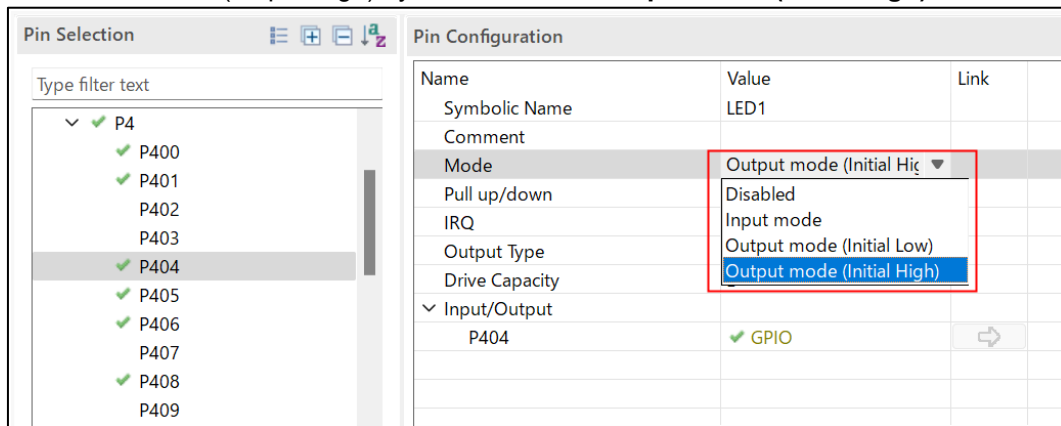 Pin Selection
Type filter text
P4
P400
P401
P402
P403
P404
P405
P406
P407
P408
P409
Pin Configuration
Name Value Link
Symbolic Name LED1
Comment
Mode Output mode (Initial Hig
Pull up/down Disabled
IRQ Input mode
Output Type Output mode (Initial Low)
Drive Capacity Output mode (Initial High)
Input/Output
P404 GPIO